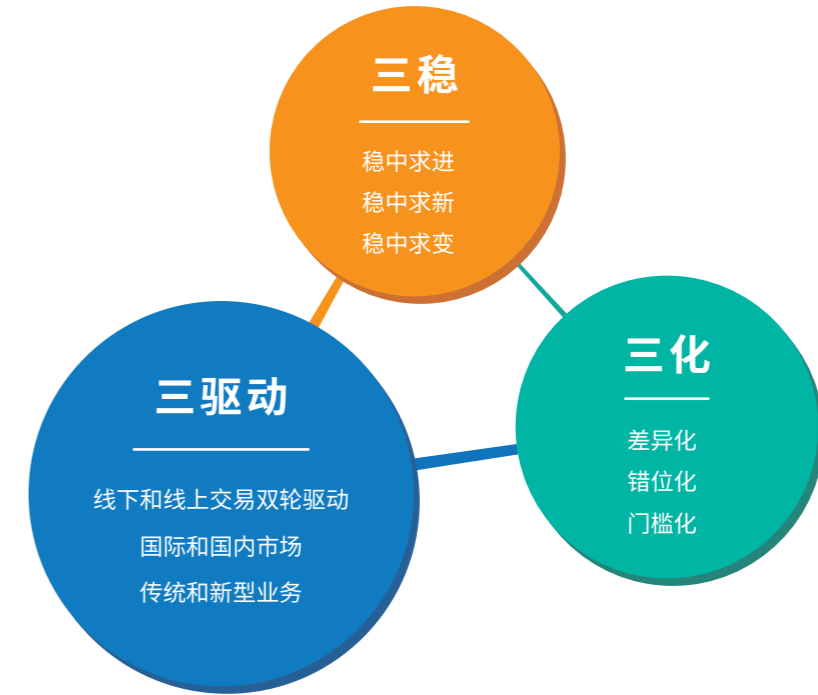 三稳
稳中求进
稳中求新
稳中求变
三化
差异化
错位化
门槛化
三驱动
线下和线上交易双轮驱动
国际和国内市场
传统和新型业务